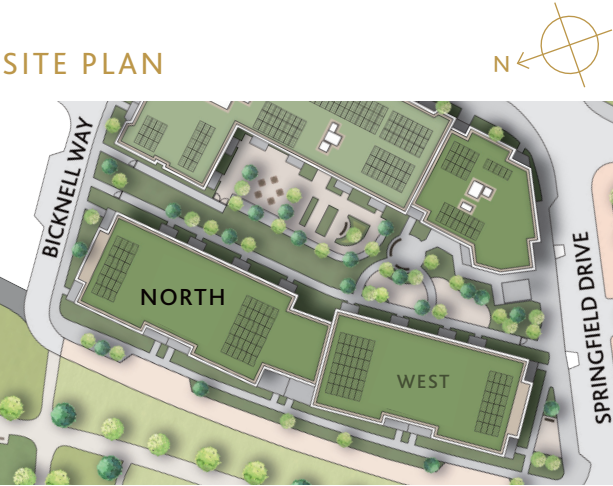 SITE PLAN
N
BICKNELL WAY
NORTH
WEST
SPRINGFIELD DRIVE